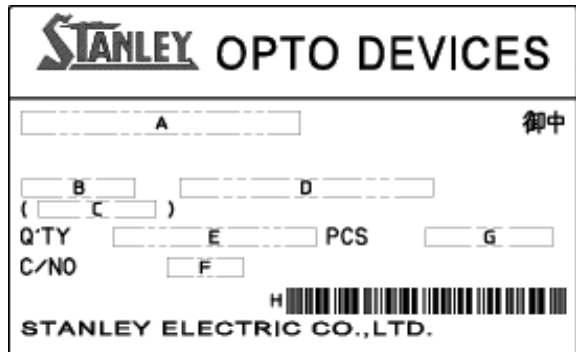 STANLEY OPTO DEVICES
A 御中
B D
( C )
Q'TY E PCS G
C/NO F
H
STANLEY ELECTRIC CO.,LTD.